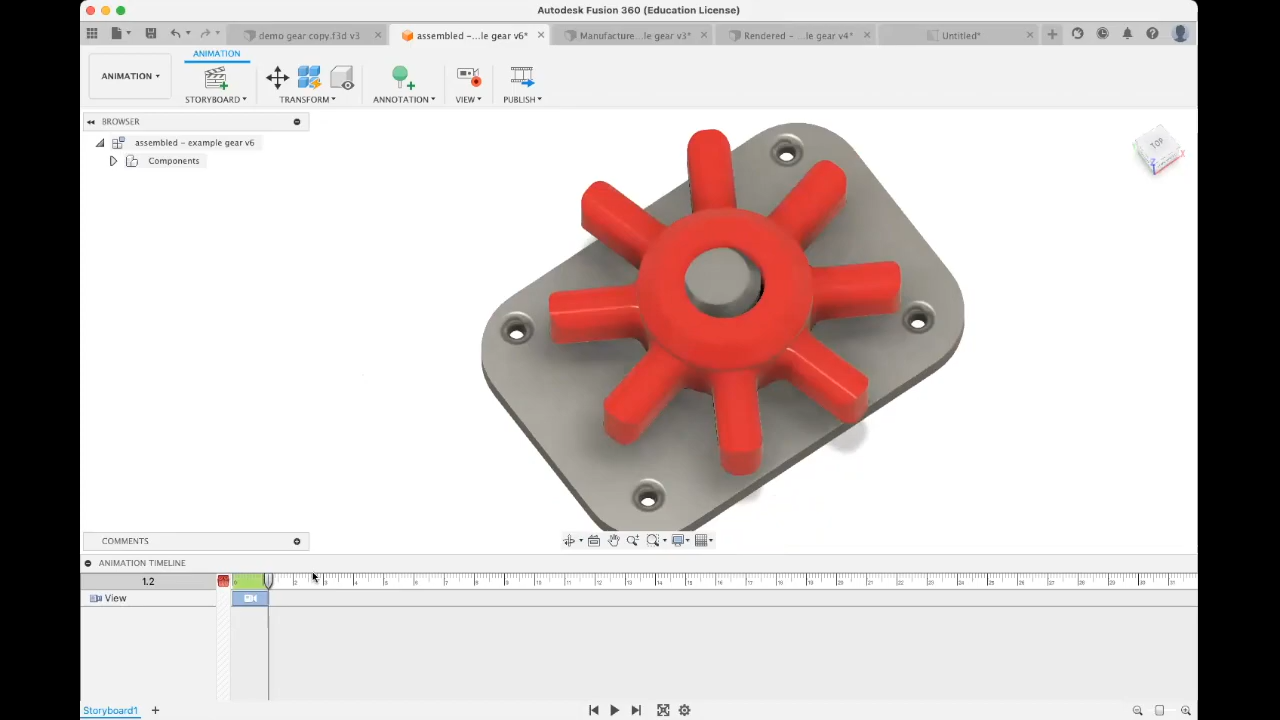 Autodesk Fusion 360 (Education License)
demo gear copy.f3d v3
assembled –...le gear v6*
Manufacture...le gear v3*
Rendered – ...le gear v4*
Untitled*
ANIMATION
ANIMATION
STORYBOARD
TRANSFORM
ANNOTATION
VIEW
PUBLISH
BROWSER
assembled – example gear v6
Components
TOP
COMMENTS
ANIMATION TIMELINE
1.2
View
Storyboard1